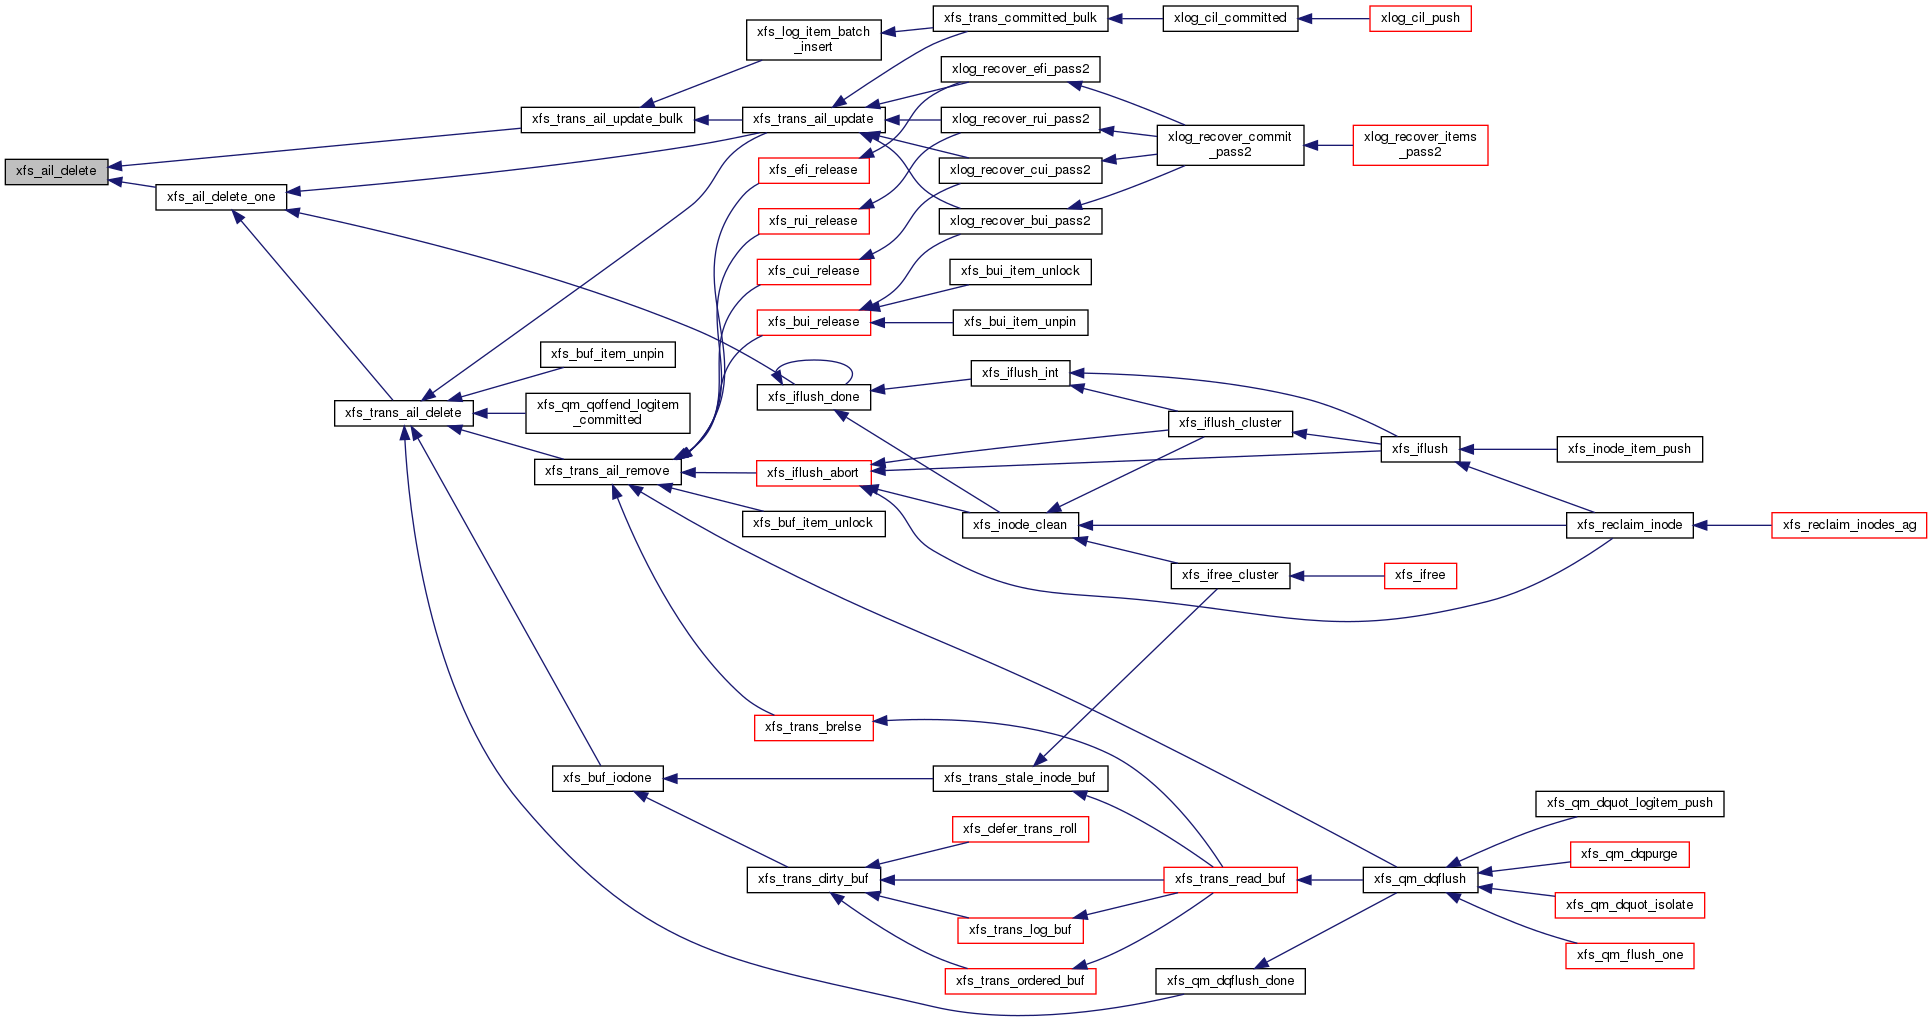 xfs_ail_delete
xfs_trans_ail_update_bulk
xfs_ail_delete_one
xfs_log_item_batch
_insert
xfs_trans_ail_update
xfs_trans_committed_bulk
xlog_cil_committed
xlog_cil_push
xlog_recover_efi_pass2
xlog_recover_rui_pass2
xlog_recover_cui_pass2
xlog_recover_bui_pass2
xlog_recover_commit
_pass2
xlog_recover_items
_pass2
xfs_efi_release
xfs_rui_release
xfs_cui_release
xfs_bui_release
xfs_bui_item_unlock
xfs_bui_item_unpin
xfs_trans_ail_delete
xfs_buf_item_unpin
xfs_qm_qoffend_logitem
_committed
xfs_trans_ail_remove
xfs_iflush_done
xfs_iflush_int
xfs_iflush_cluster
xfs_iflush
xfs_inode_item_push
xfs_iflush_abort
xfs_buf_item_unlock
xfs_inode_clean
xfs_reclaim_inode
xfs_reclaim_inodes_ag
xfs_ifree_cluster
xfs_ifree
xfs_trans_brelse
xfs_buf_iodone
xfs_trans_stale_inode_buf
xfs_defer_trans_roll
xfs_trans_dirty_buf
xfs_trans_read_buf
xfs_trans_log_buf
xfs_trans_ordered_buf
xfs_qm_dqflush_done
xfs_qm_dqflush
xfs_qm_dquot_logitem_push
xfs_qm_dqpurge
xfs_qm_dquot_isolate
xfs_qm_flush_one